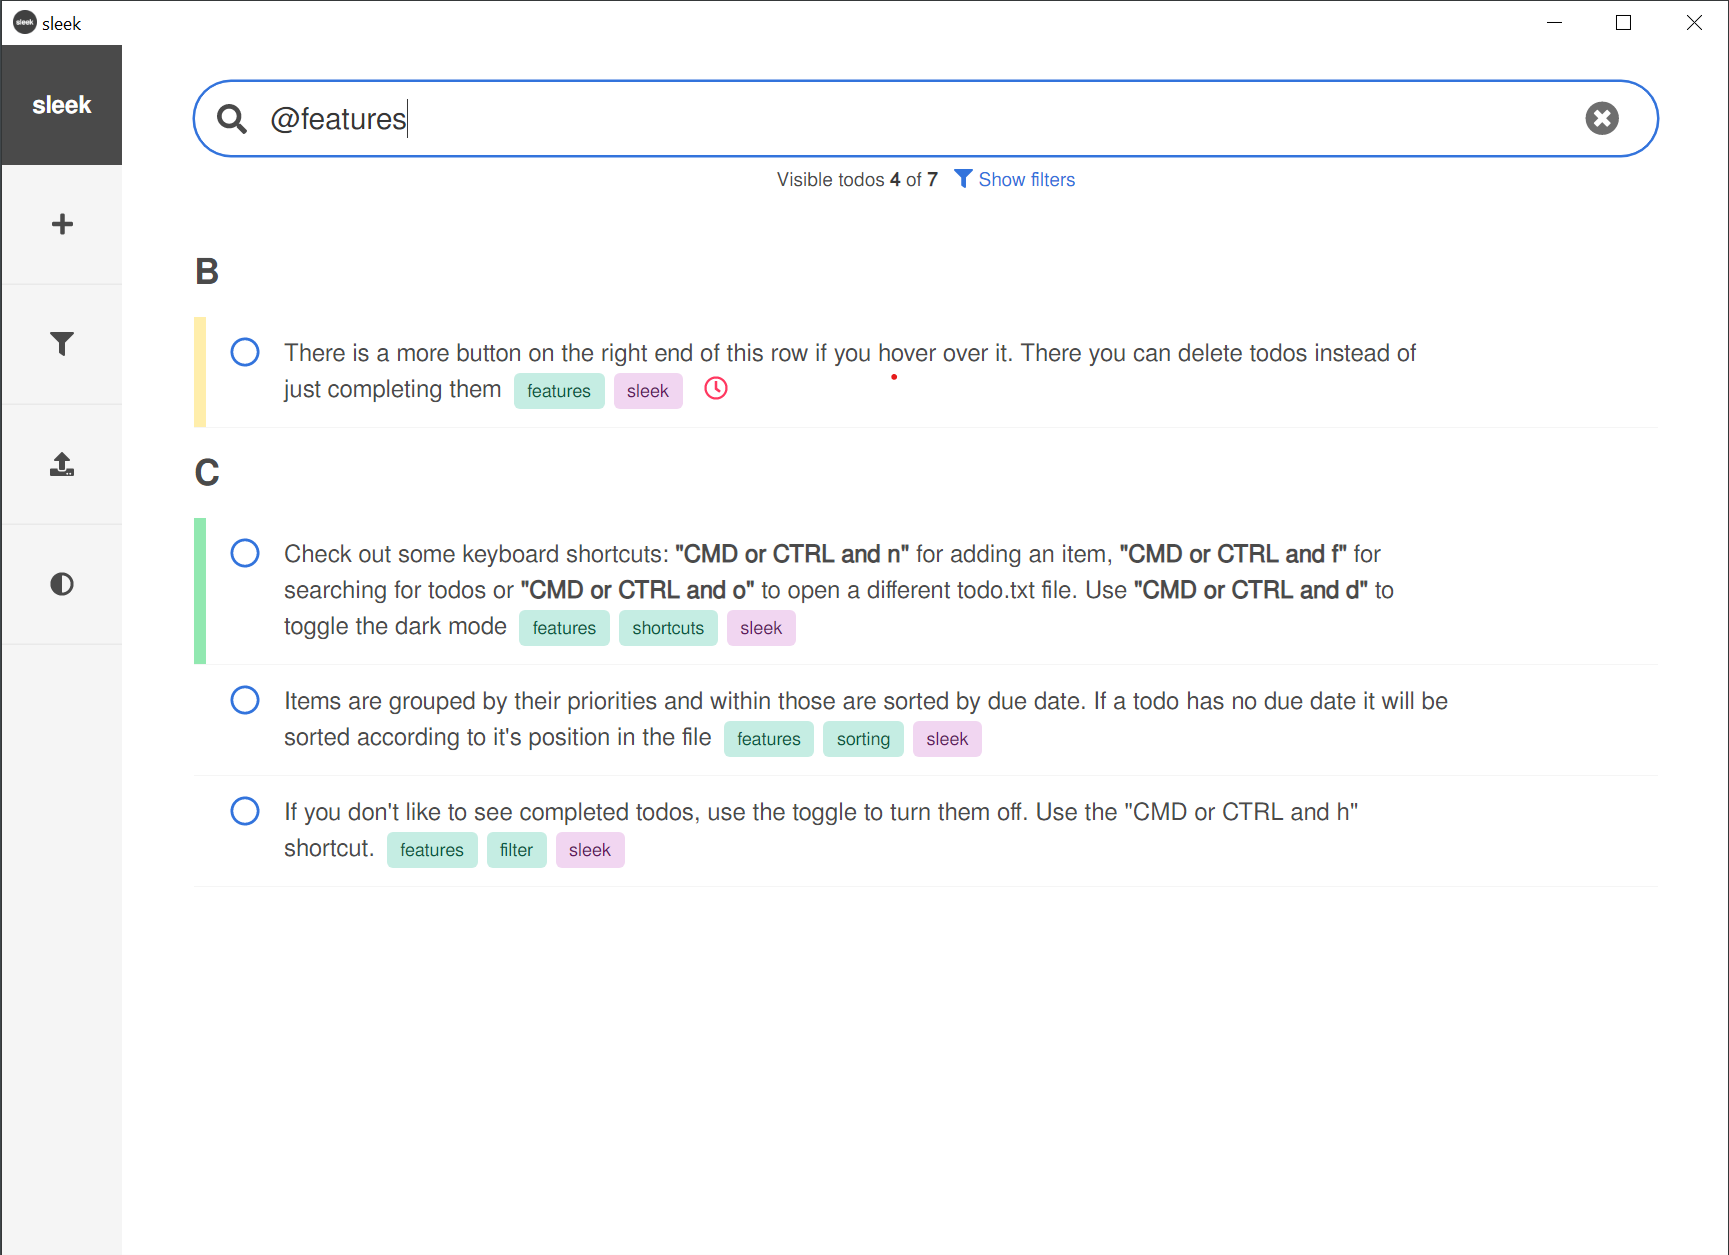 sleek
sleek
@features
Visible todos 4 of 7 Show filters
B
There is a more button on the right end of this row if you hover over it. There you can delete todos instead of
just completing them features sleek
C
Check out some keyboard shortcuts: "CMD or CTRL and n" for adding an item, "CMD or CTRL and f" for
searching for todos or "CMD or CTRL and o" to open a different todo.txt file. Use "CMD or CTRL and d" to
toggle the dark mode features shortcuts sleek
Items are grouped by their priorities and within those are sorted by due date. If a todo has no due date it will be
sorted according to it's position in the file features sorting sleek
If you don't like to see completed todos, use the toggle to turn them off. Use the "CMD or CTRL and h"
shortcut. features filter sleek